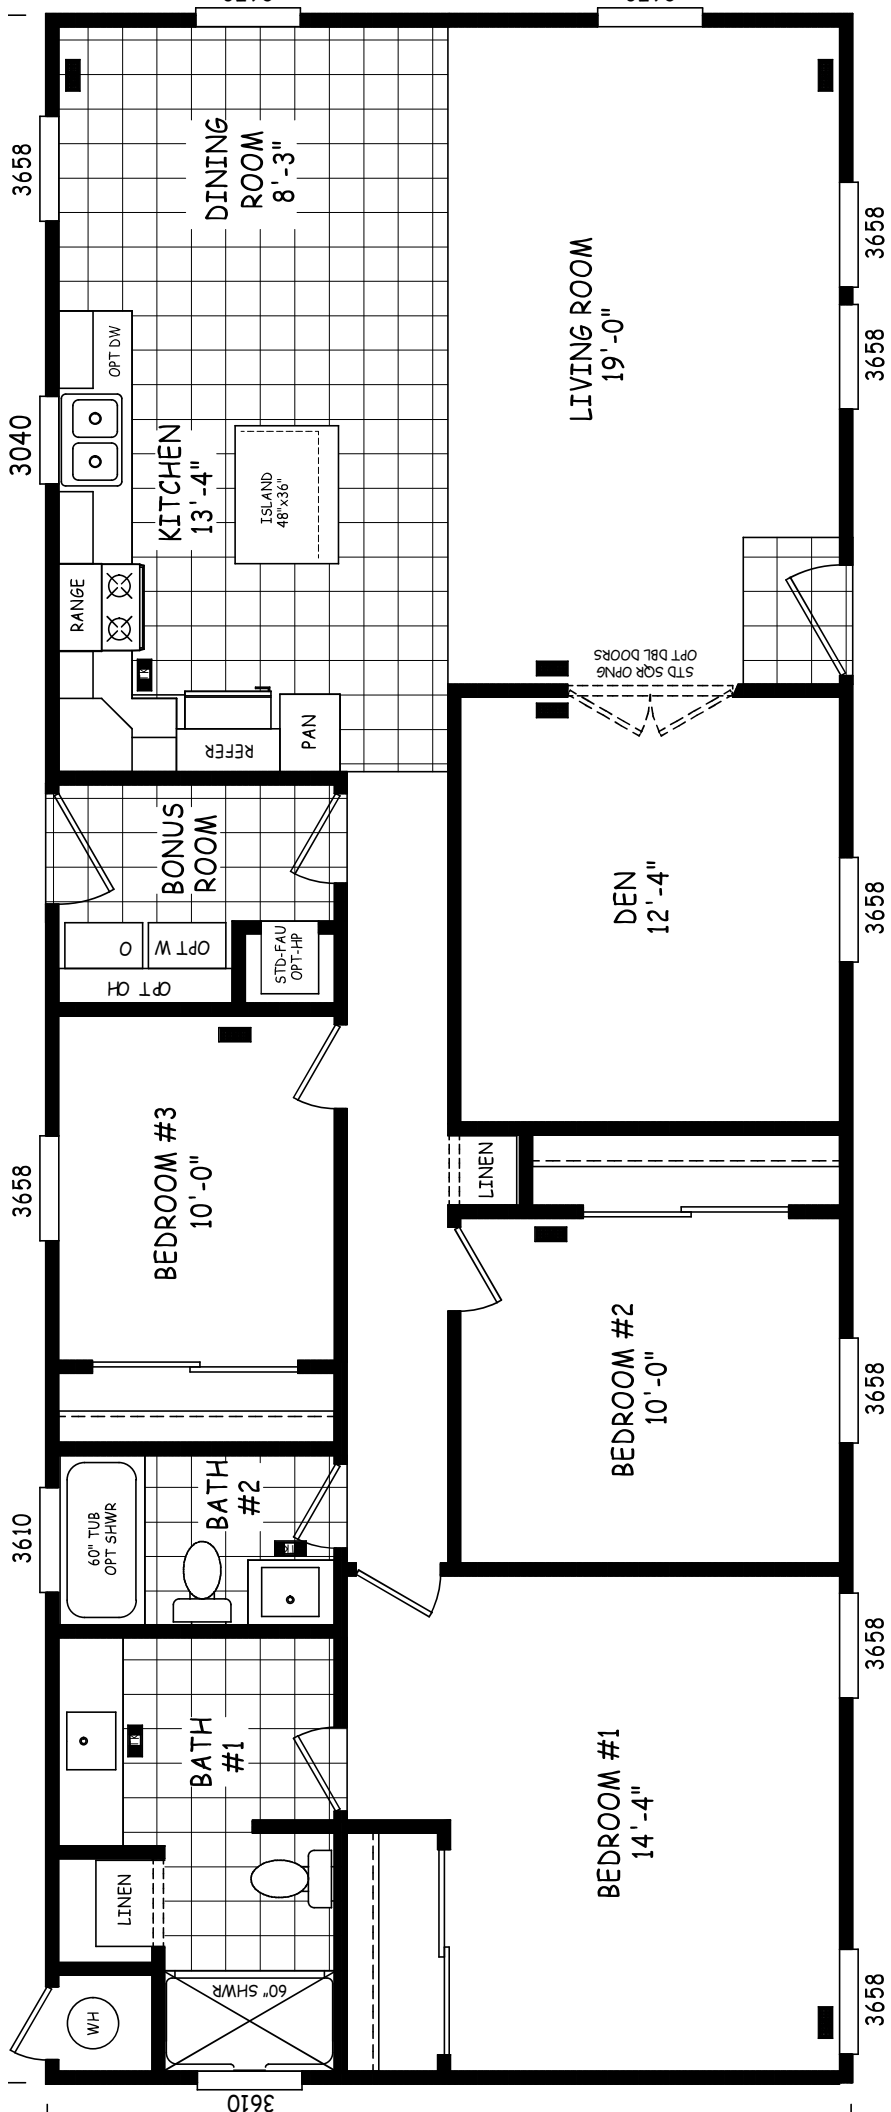 3658
DINING
ROOM
8'-3"
3658
3658
LIVING ROOM
19'-0"
OPT DW
3040
KITCHEN
13'-4"
ISLAND
48"x36"
RANGE
STD SQR OPNG
OPT DBL DOORS
REFER
PAN
BONUS
ROOM
DEN
12'-4"
3658
O
OPT W
STD-FAU
OPT-HP
OPT OH
BEDROOM #3
10'-0"
3658
LINEN
BEDROOM #2
10'-0"
3658
BATH
#2
60" TUB
OPT SHWR
3610
3658
BATH
#1
BEDROOM #1
14'-4"
LINEN
60" SHWR
WH
3658
3610